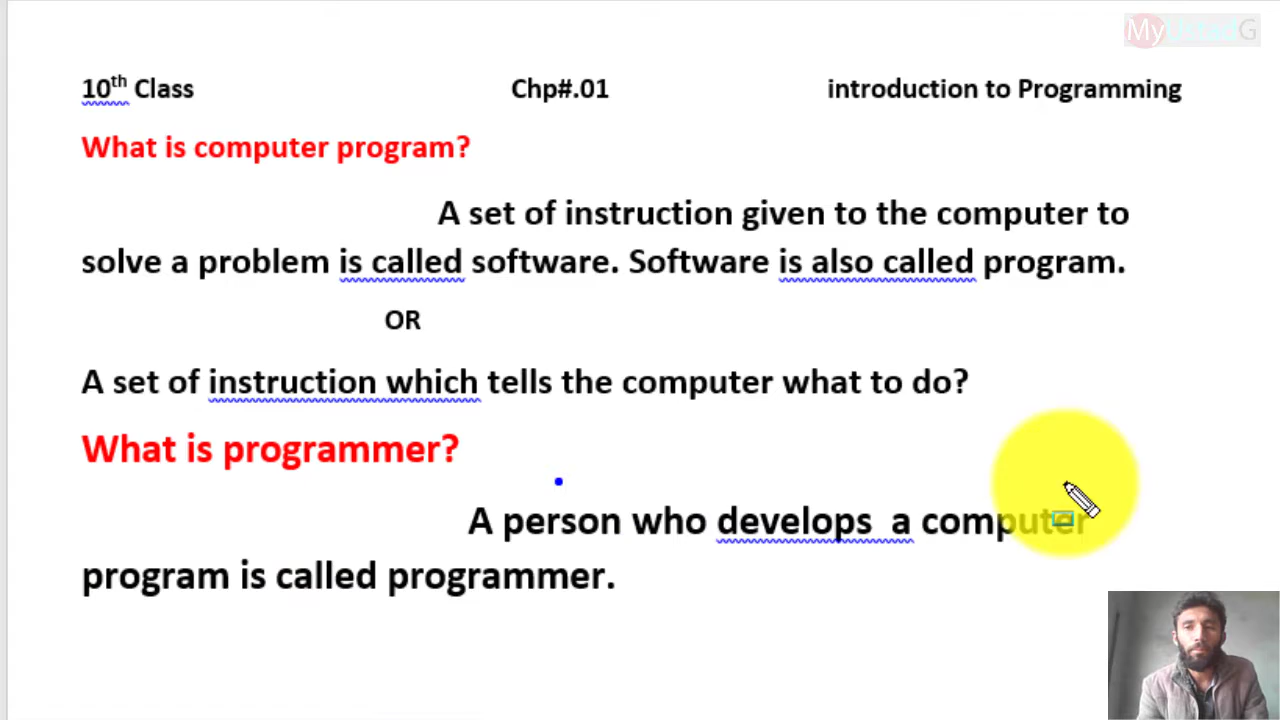 MyUstadG
10th Class Chp#.01 introduction to Programming
What is computer program?
A set of instruction given to the computer to
solve a problem is called software. Software is also called program.
OR
A set of instruction which tells the computer what to do?
What is programmer?
A person who develops a computer
program is called programmer.